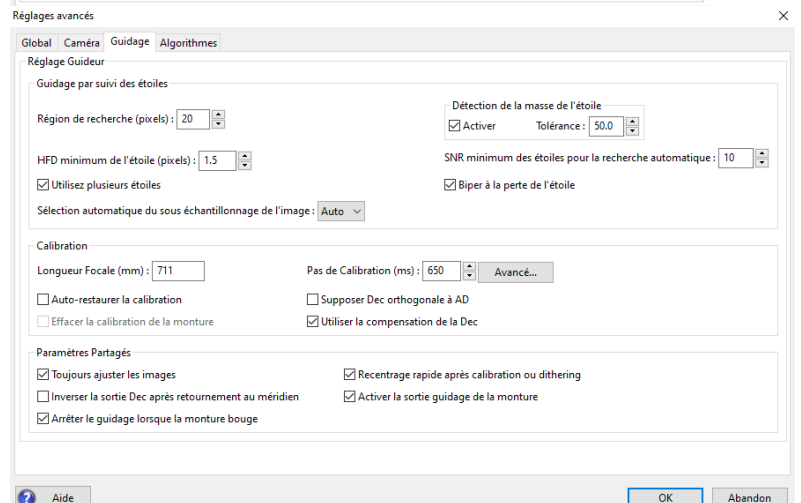 Réglages avancés
Global Caméra Guidage Algorithmes
Réglage Guideur
Guidage par suivi des étoiles
Région de recherche (pixels) : 20
Détection de la masse de l'étoile
Activer Tolérance : 50.0
HFD minimum de l'étoile (pixels) : 1.5
SNR minimum des étoiles pour la recherche automatique : 10
Utilisez plusieurs étoiles
Biper à la perte de l'étoile
Sélection automatique du sous échantillonnage de l'image : Auto
Calibration
Longueur Focale (mm) : 711
Pas de Calibration (ms) : 650 Avancé...
Auto-restaurer la calibration
Supposer Dec orthogonale à AD
Effacer la calibration de la monture
Utiliser la compensation de la Dec
Paramètres Partagés
Toujours ajuster les images
Recentrage rapide après calibration ou dithering
Inverser la sortie Dec après retournement au méridien
Activer la sortie guidage de la monture
Arrêter le guidage lorsque la monture bouge
? Aide
OK Abandon